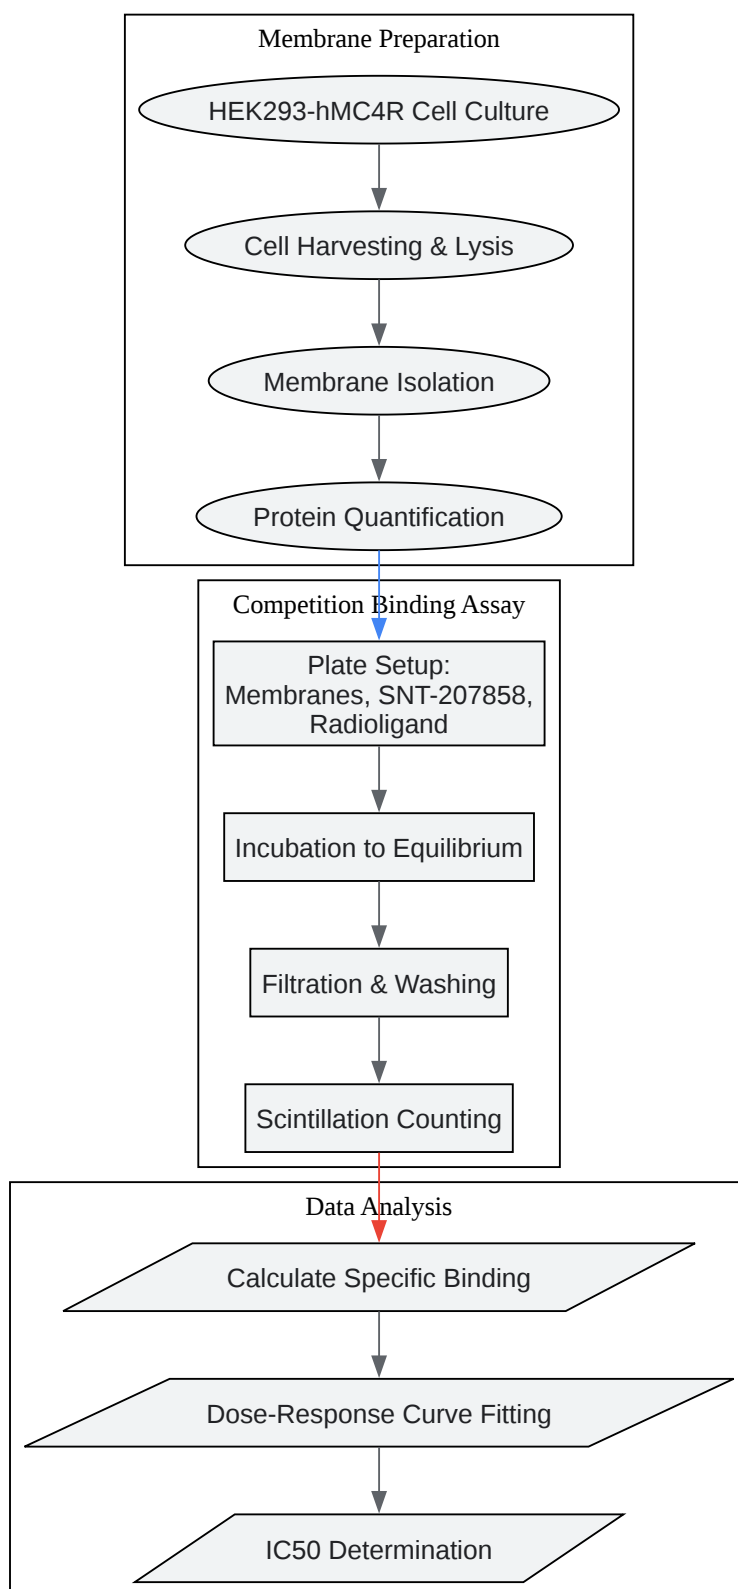 Membrane Preparation
HEK293-hMC4R Cell Culture
Cell Harvesting & Lysis
Membrane Isolation
Protein Quantification
Competition Binding Assay
Plate Setup:
Membranes, SNT-207858,
Radioligand
Incubation to Equilibrium
Filtration & Washing
Scintillation Counting
Data Analysis
Calculate Specific Binding
Dose-Response Curve Fitting
IC50 Determination